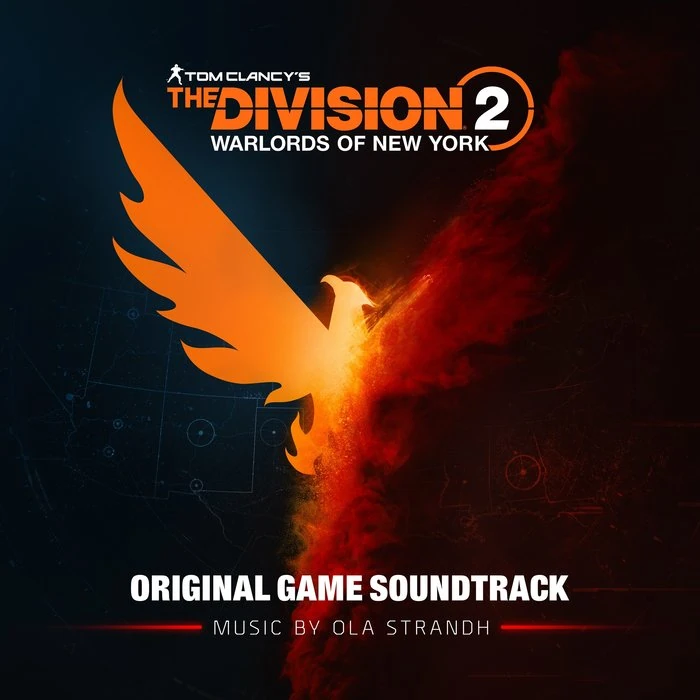 TOM CLANCY'S
THE DIVISION 2
WARLORDS OF NEW YORK
ORIGINAL GAME SOUNDTRACK
MUSIC BY OLA STRANDH